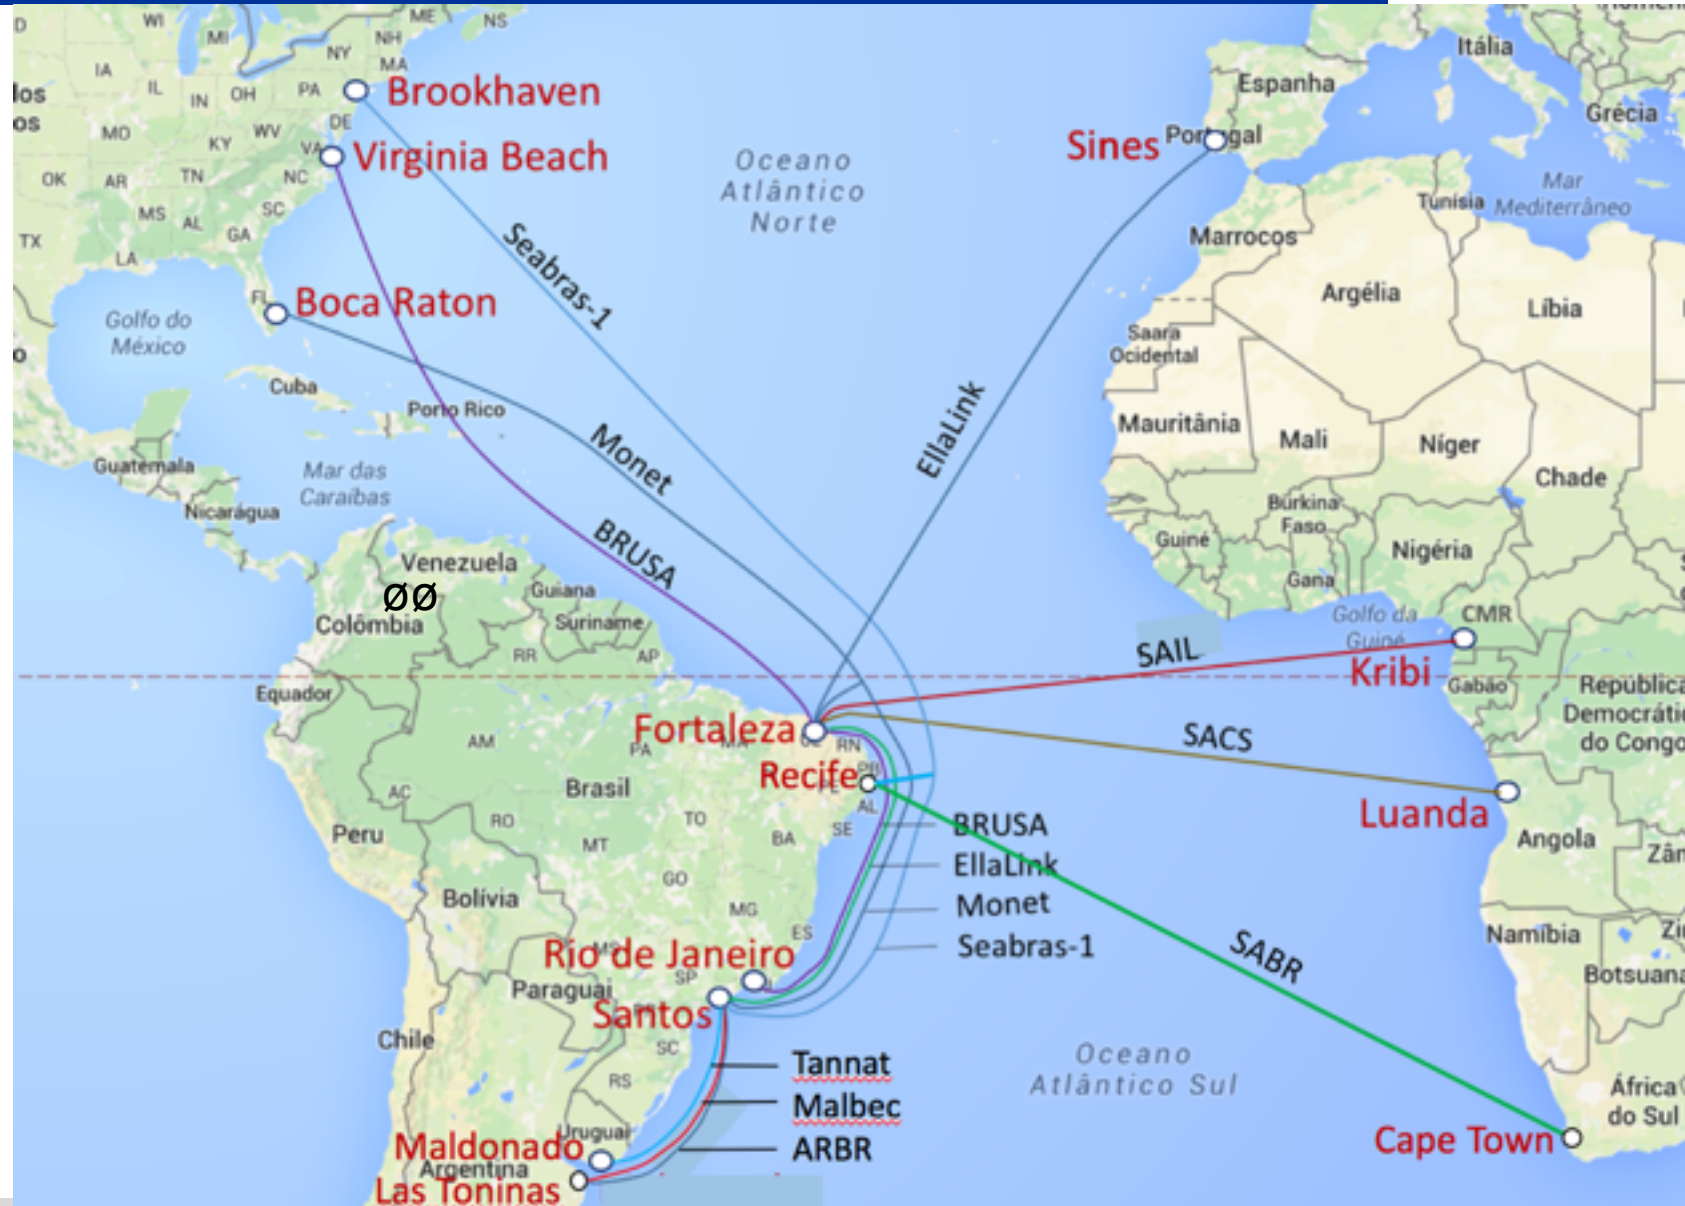 ME
NS
WI
MI
NH
NY
MA
Itália
IA
IL
IN
OH
PA
Brookhaven
Espanha
los
os
Grécia
MO
KY
WV
DE
VA
Virginia Beach
Sines
Portugal
Oceano
Atlântico
Norte
OK
AR
TN
NC
Mar
Mediterrâneo
Tunísia
MS
AL
SC
GA
TX
LA
Seabras-1
Marrocos
FL
Boca Raton
Argélia
Líbia
Golfo do
México
Saara
Ocidental
Cuba
Porto Rico
EllaLink
Mauritânia
Mali
Níger
Chade
Monet
Guatemala
Mar das
Caraíbas
Nicarágua
Burkina
Faso
Guiné
Nigéria
BRUSA
Venezuela
Gana
ØØ
Guiana
Colômbia
Suriname
Golfo da
Guiné
CMR
RR
AP
SAIL
Kribi
Equador
Gabão
República
Democráti
do Congo
Fortaleza
AM
PA
MA
CE
RN
SACS
Recife
PB
PE
AC
Brasil
AL
Luanda
Peru
RO
TO
SE
BRUSA
MT
BA
Angola
EllaLink
GO
Bolívia
MG
Monet
ES
Namíbia
Seabras-1
SABR
Rio de Janeiro
MS
SP
Botsuana
Paraguai
Santos
Chile
SC
Oceano
Atlântico Sul
Tannat
RS
África
do Sul
Malbec
Uruguai
Maldonado
ARBR
Cape Town
Argentina
Las Toninas